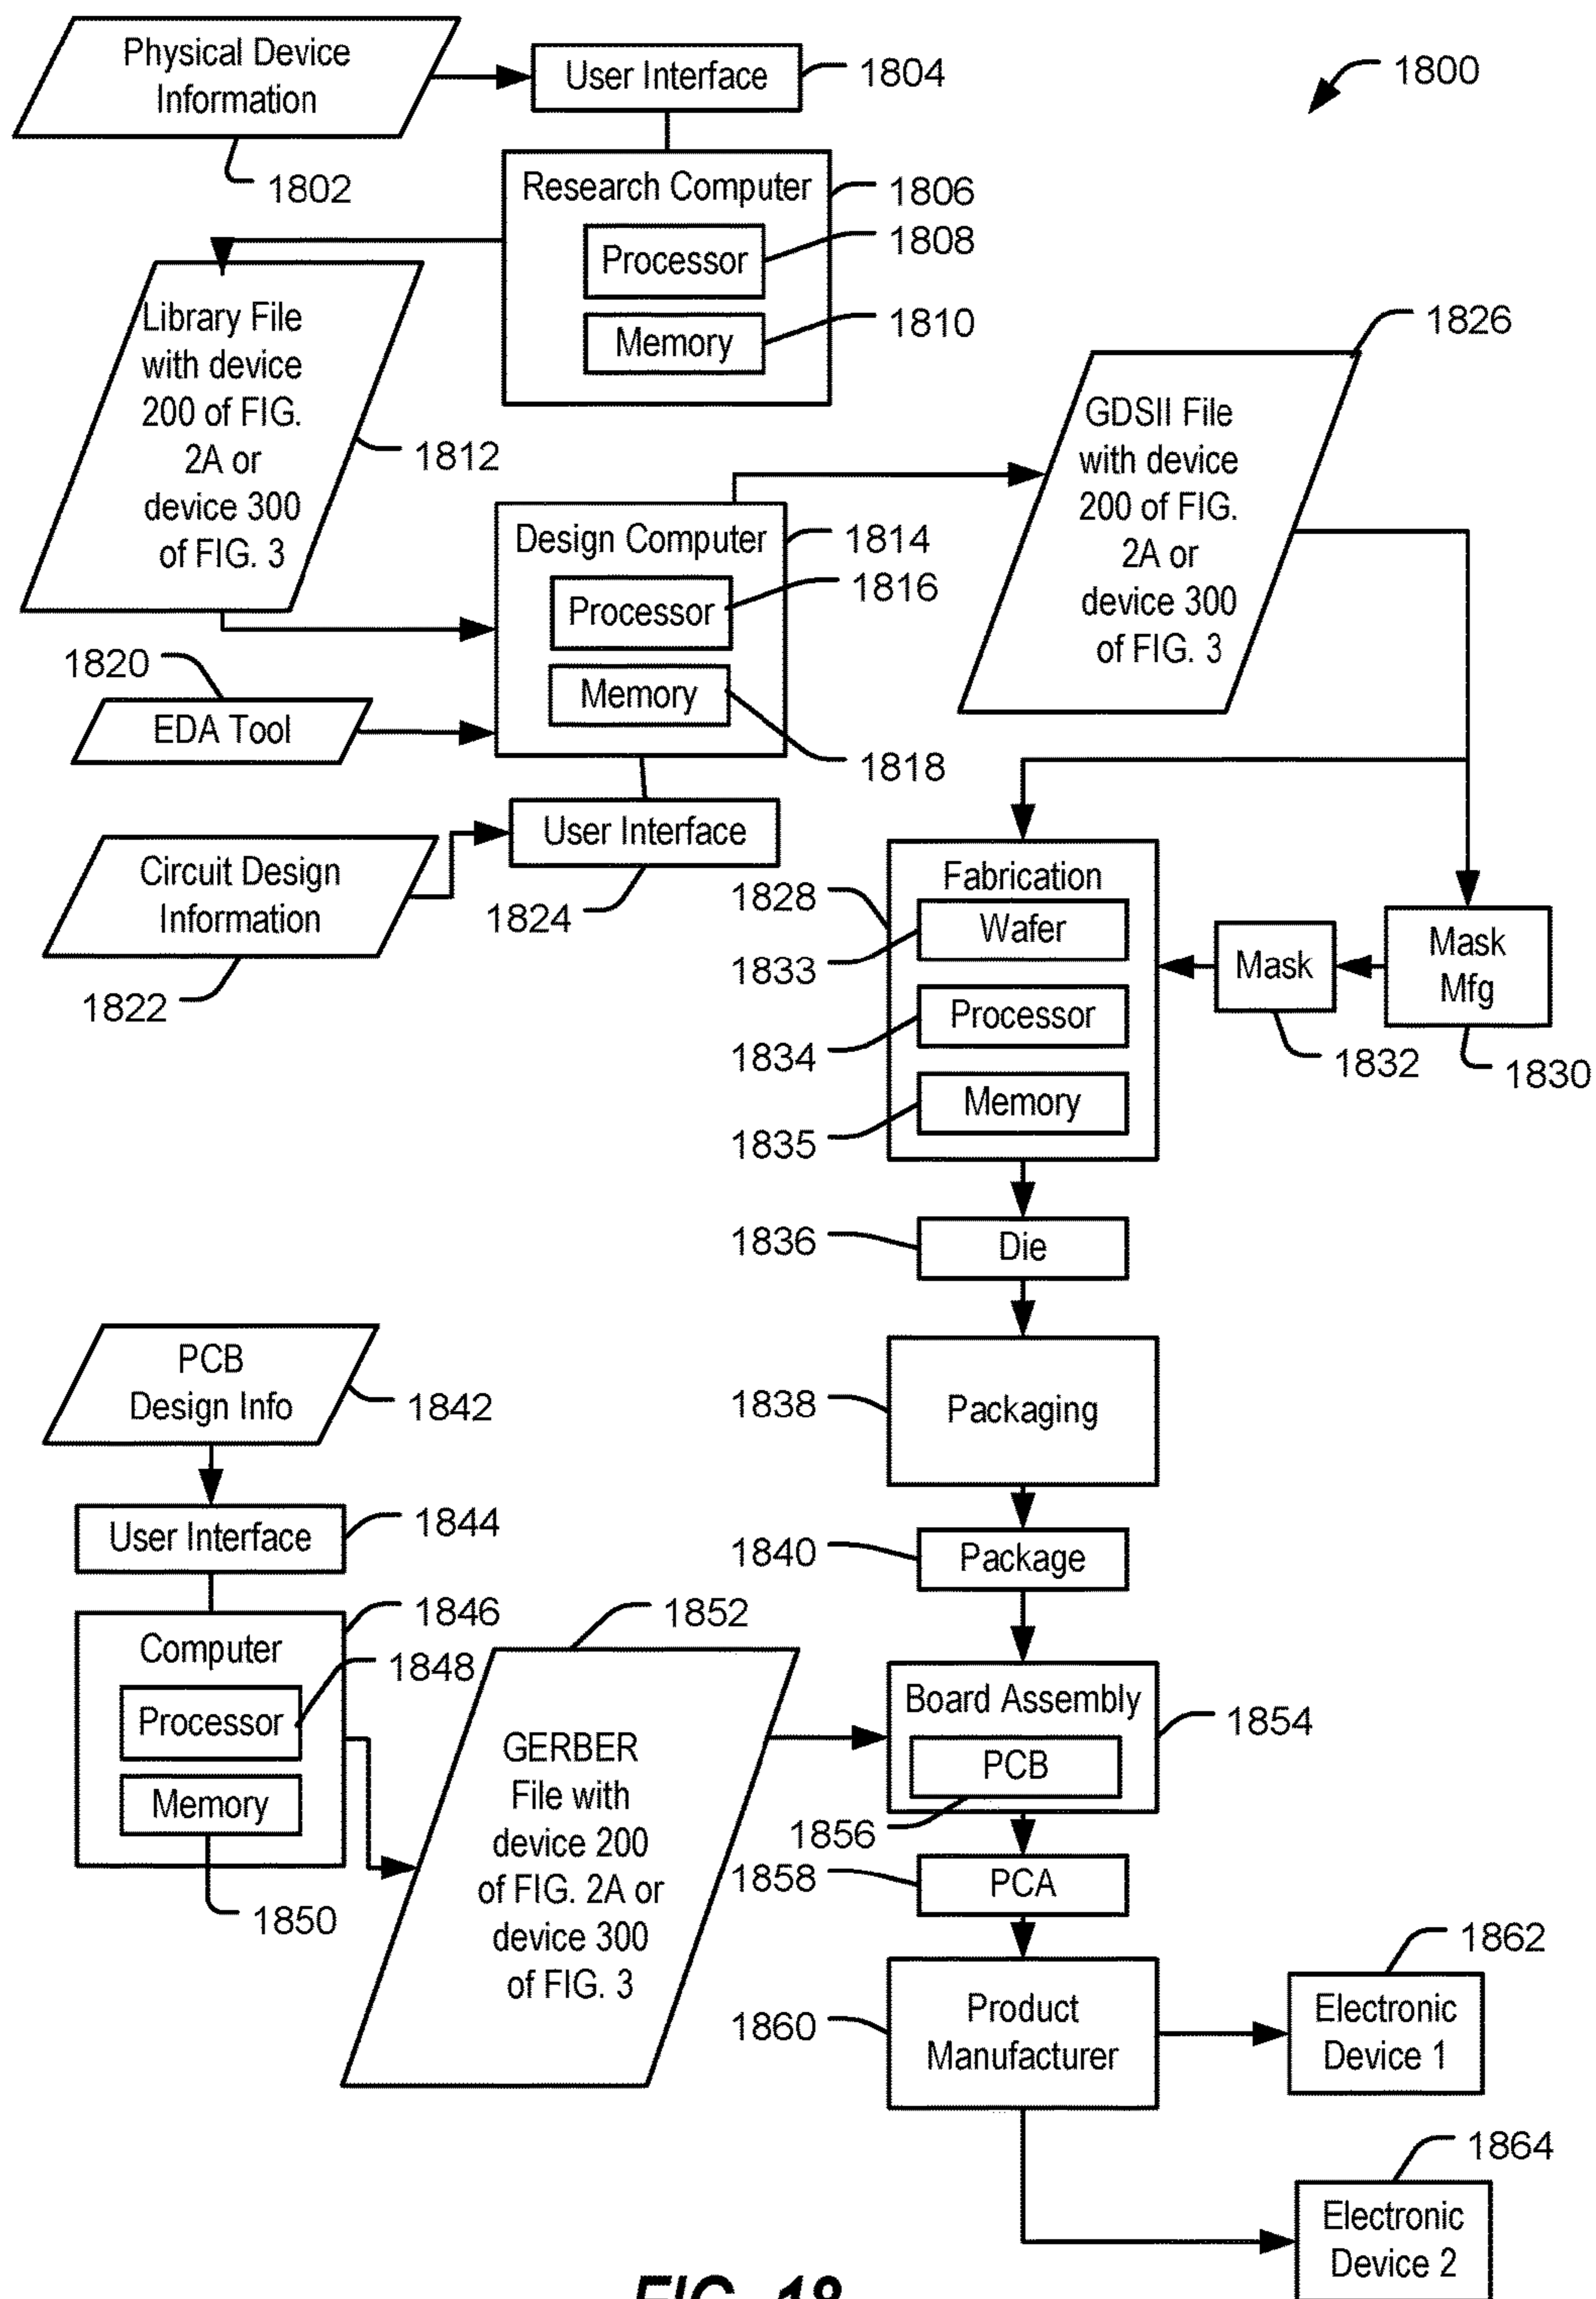 Physical Device
Information
1802
User Interface
1804
1800
Research Computer
1806
Processor
1808
Memory
1810
Library File
with device
200 of FIG.
2A or
device 300
of FIG. 3
1812
1826
GDSII File
with device
200 of FIG.
2A or
device 300
of FIG. 3
Design Computer
1814
Processor
1816
Memory
1818
1820
EDA Tool
User Interface
1824
Circuit Design
Information
1822
Fabrication
1828
Wafer
1833
Processor
1834
Memory
1835
Mask
1832
Mask
Mfg
1830
1836
Die
1838
Packaging
1840
Package
PCB
Design Info
1842
User Interface
1844
Computer
1846
Processor
1848
Memory
1850
1852
GERBER
File with
device 200
of FIG. 2A or
device 300
of FIG. 3
Board Assembly
1854
PCB
1856
1858
PCA
1860
Product
Manufacturer
1862
Electronic
Device 1
1864
Electronic
Device 2
FIG. 18